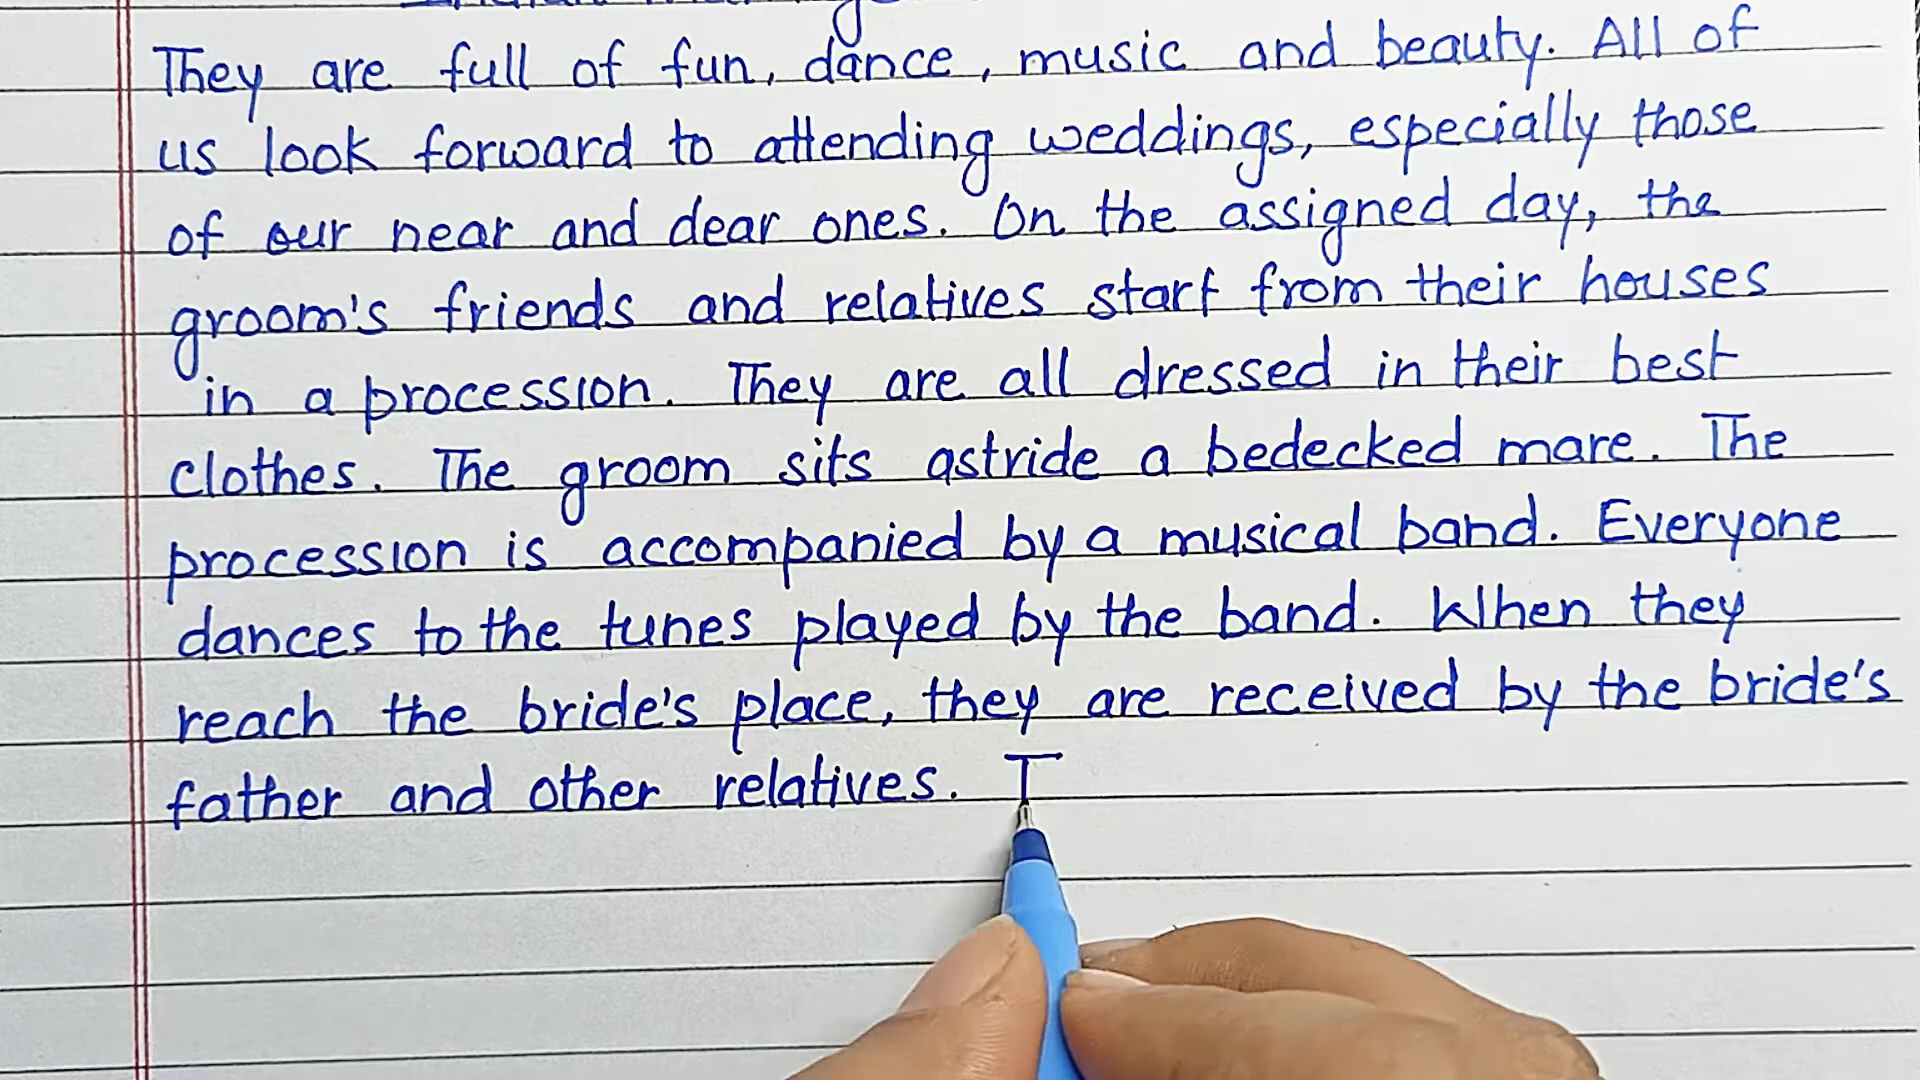 They are full of fun, dance, music and beauty. All of
us look forward to attending weddings, especially those
of our near and dear ones. On the assigned day, the
groom's friends and relatives start from their houses
in a procession. They are all dressed in their best
clothes. The groom sits astride a bedecked mare. The
procession is accompanied by a musical band. Everyone
dances to the tunes played by the band. When they
reach the bride's place, they are received by the bride's
father and other relatives. T